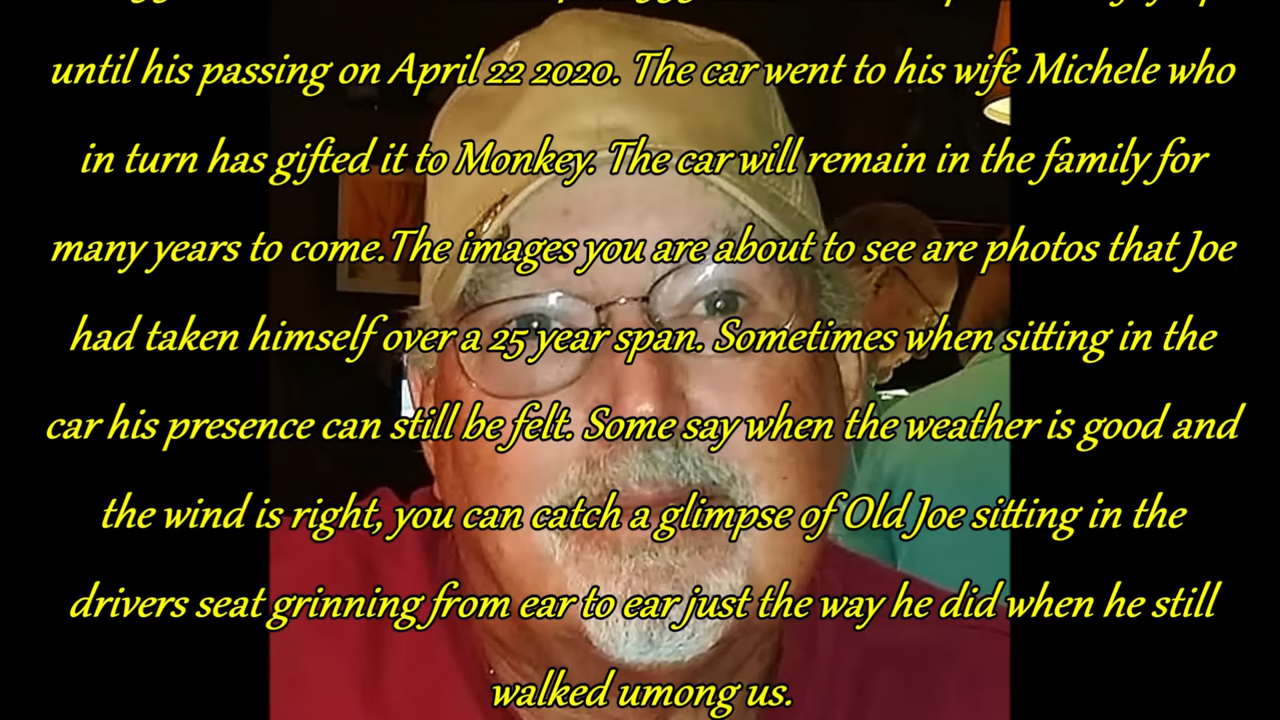 until his passing on April 22 2020. The car went to his wife Michele who
in turn has gifted it to Monkey. The car will remain in the family for
many years to come.The images you are about to see are photos that Joe
had taken himself over a 25 year span. Sometimes when sitting in the
car his presence can still be felt. Some say when the weather is good and
the wind is right, you can catch a glimpse of Old Joe sitting in the
drivers seat grinning from ear to ear just the way he did when he still
walked umong us.